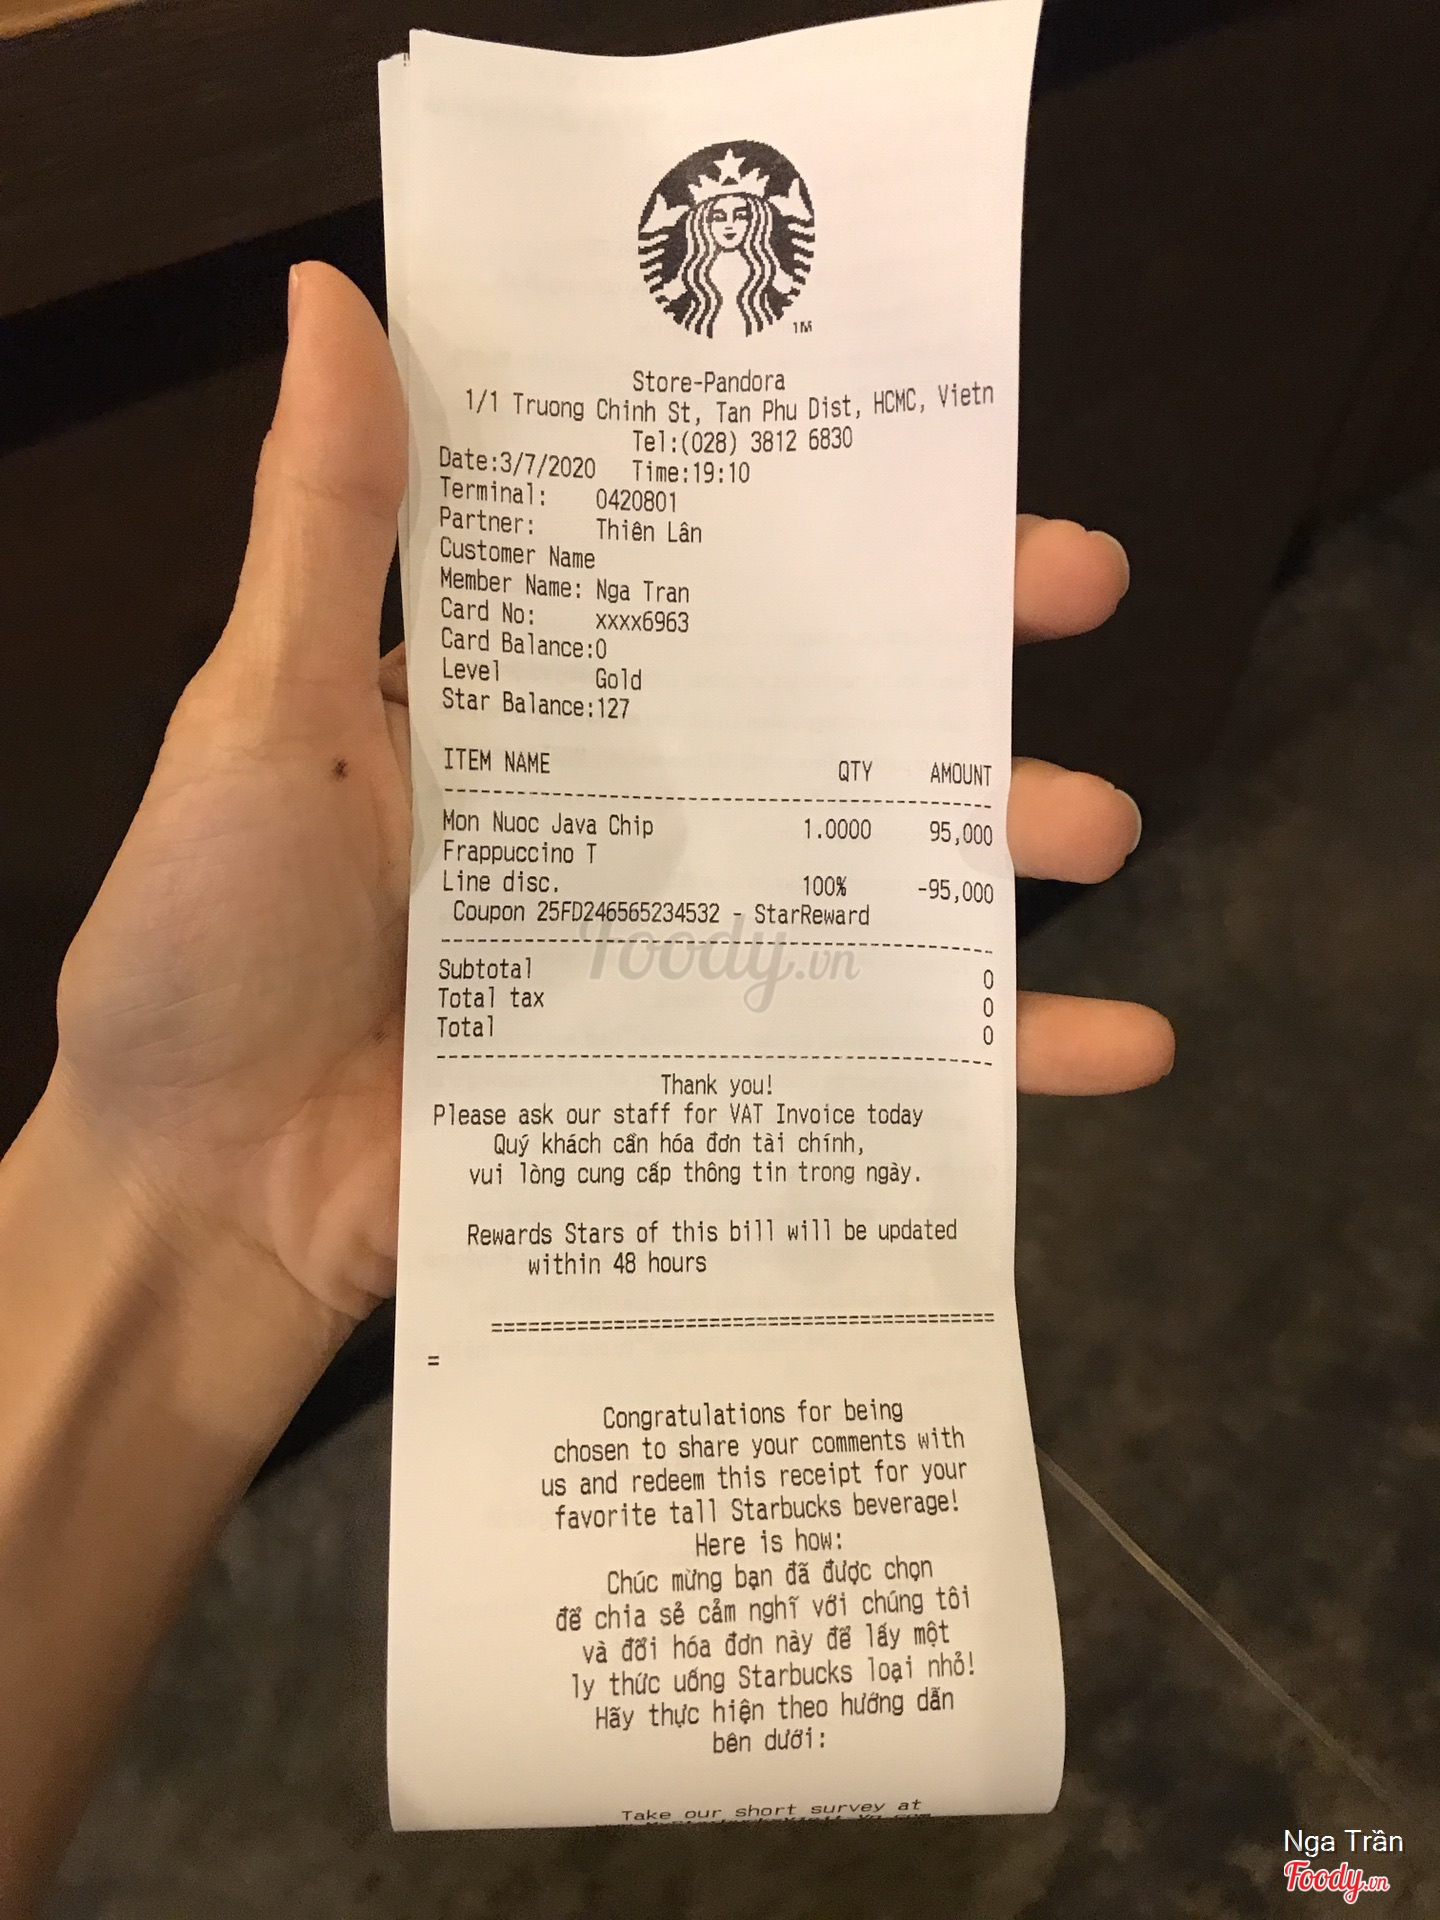 TM
Store-Pandora
1/1 Truong Chinh St, Tan Phu Dist, HCMC, Vietn
Tel:(028) 3812 6830
Date:3/7/2020 Time:19:10
Terminal: 0420801
Partner: Thiên Lân
Customer Name
Member Name: Nga Tran
Card No: xxxx6963
Card Balance:0
Level Gold
Star Balance:127
ITEM NAME QTY AMOUNT
Mon Nuoc Java Chip 1.0000 95,000
Frappuccino T
Line disc. 100% -95,000
Coupon 25FD246565234532 - StarReward
Foody.vn
Subtotal 0
Total tax 0
Total 0
Thank you!
Please ask our staff for VAT Invoice today
Quý khách cần hóa đơn tài chính,
vui lòng cung cấp thông tin trong ngày.
Rewards Stars of this bill will be updated
within 48 hours
=========================================
=
Congratulations for being
chosen to share your comments with
us and redeem this receipt for your
favorite tall Starbucks beverage!
Here is how:
Chúc mừng bạn đã được chọn
để chia sẻ cảm nghĩ với chúng tôi
và đổi hóa đơn này để lấy một
ly thức uống Starbucks loại nhỏ!
Hãy thực hiện theo hướng dẫn
bên dưới:
Take our short survey at
Nga Trần
Foody.vn